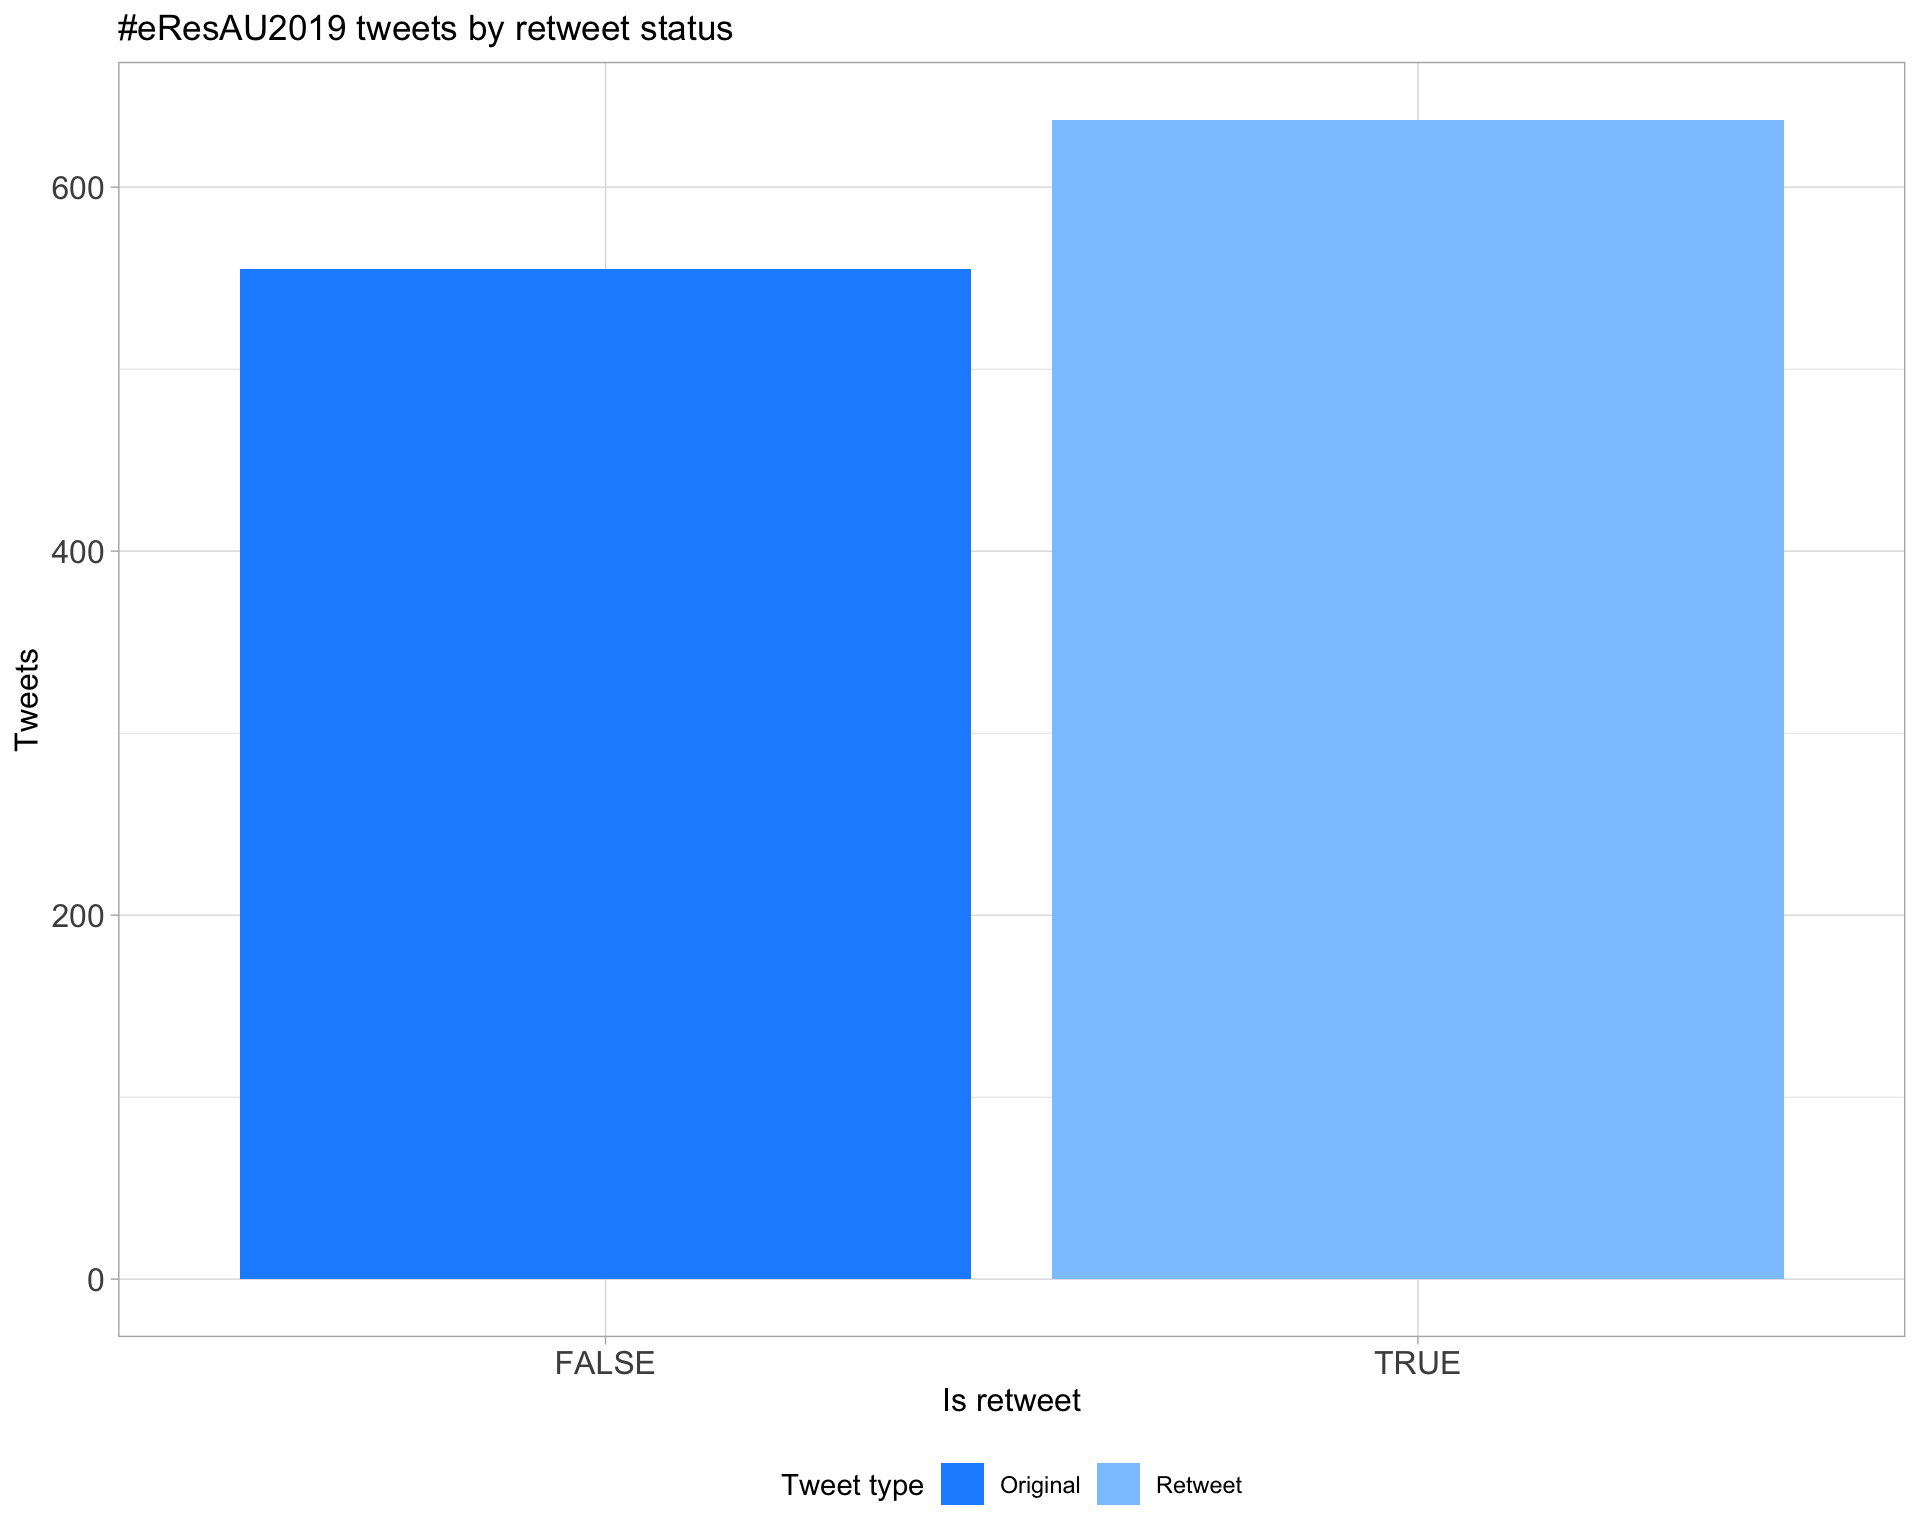 #eResAU2019 tweets by retweet status
600
400
200
0
Tweets
FALSE
TRUE
Is retweet
Tweet type
Original
Retweet